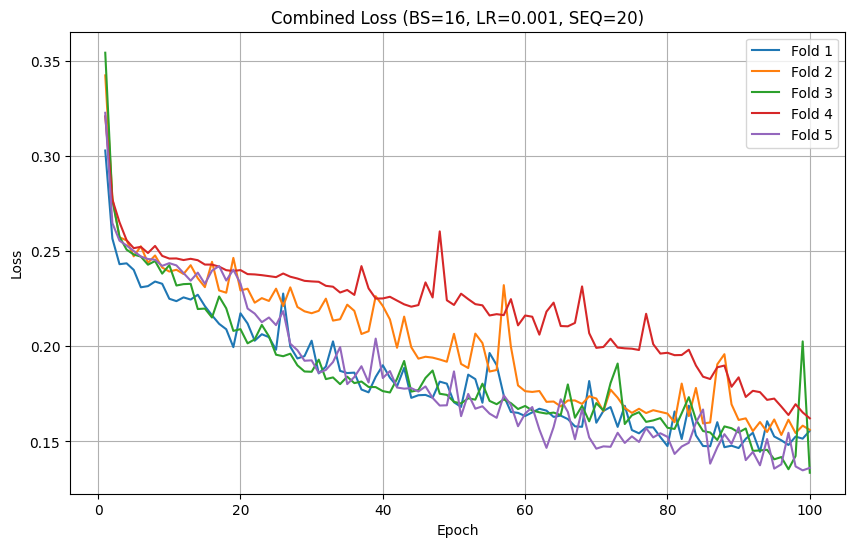 Combined Loss (BS=16, LR=0.001, SEQ=20)
Fold 1
Fold 2
Fold 3
Fold 4
Fold 5
0.35
0.30
0.25
0.20
0.15
Loss
0 20 40 60 80 100
Epoch